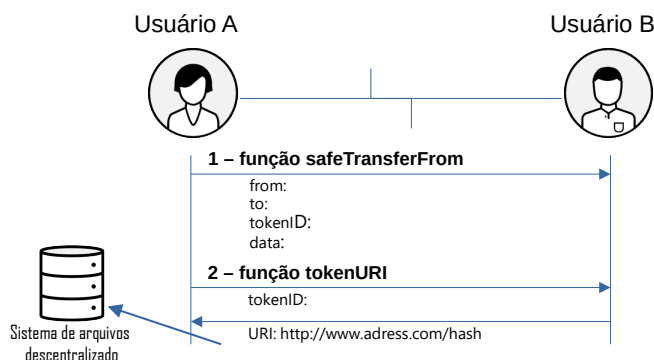 Usuário A
Usuário B
1 – função safeTransferFrom
from:
to:
tokenID:
data:
2 – função tokenURI
tokenID:
URI: http://www.adress.com/hash
Sistema de arquivos
descentralizado